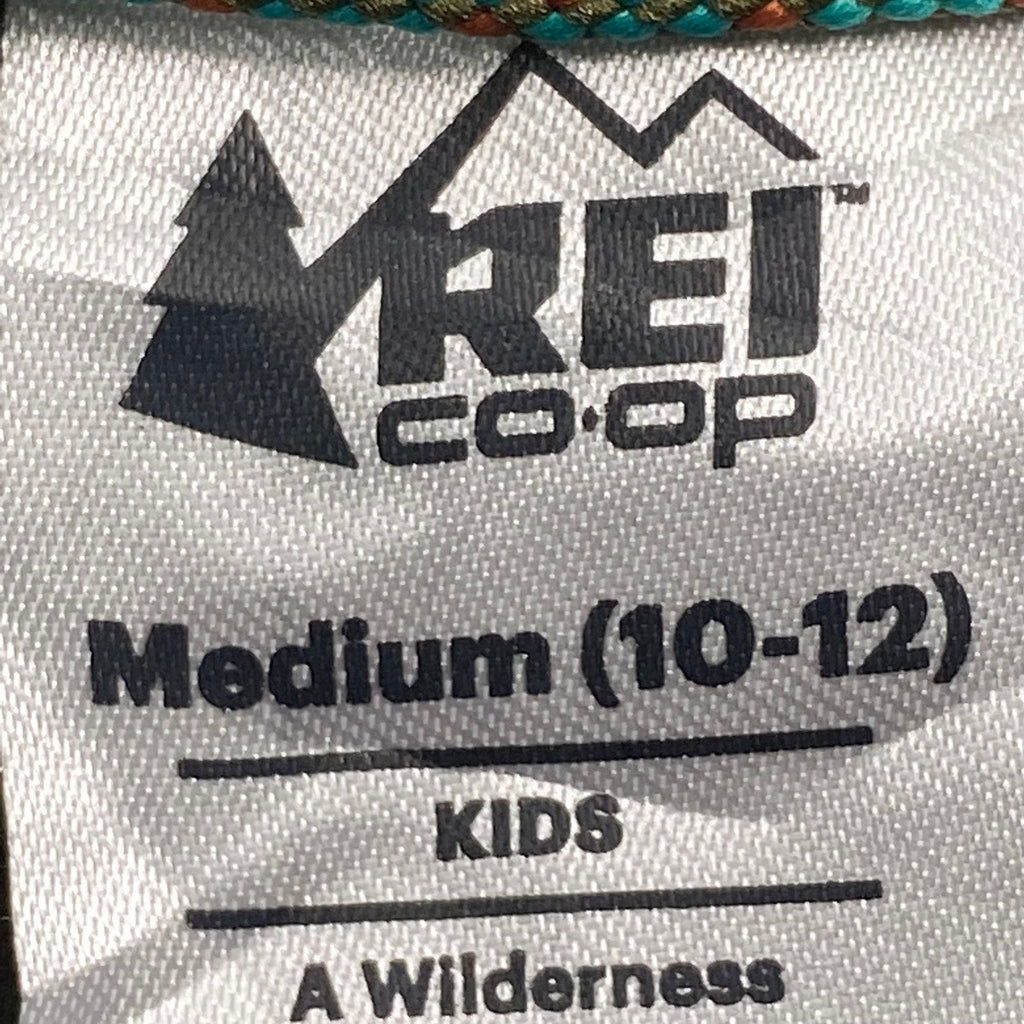 REI™
CO·OP
Medium (10-12)
KIDS
A Wilderness